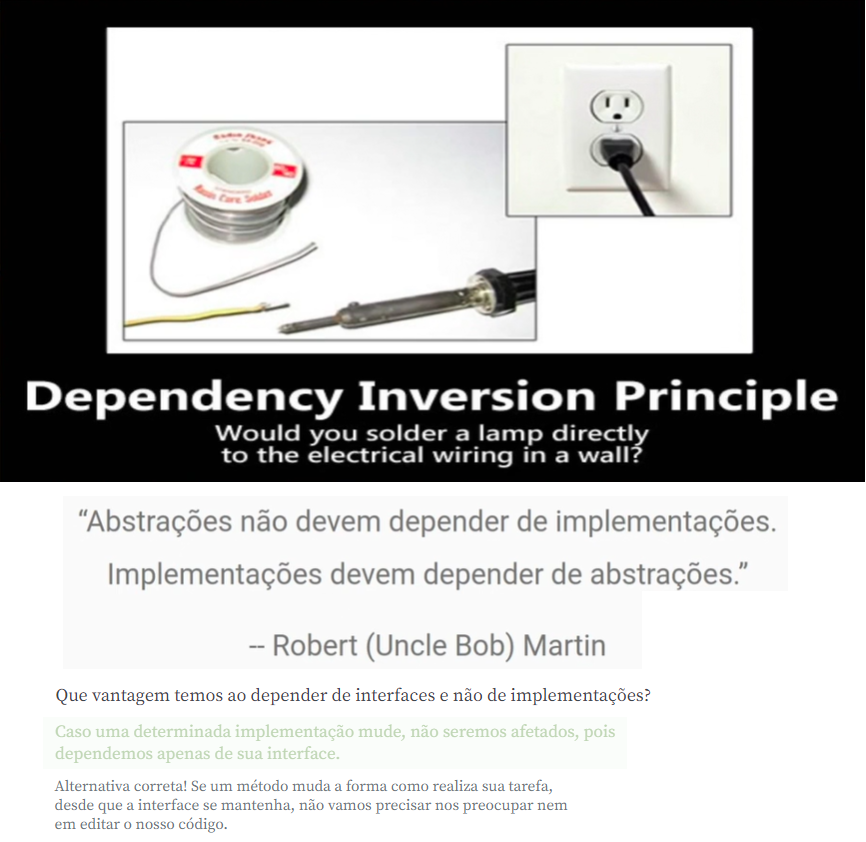 Rosin Core Solder
Dependency Inversion Principle
Would you solder a lamp directly
to the electrical wiring in a wall?
“Abstrações não devem depender de implementações.
Implementações devem depender de abstrações.”
-- Robert (Uncle Bob) Martin
Que vantagem temos ao depender de interfaces e não de implementações?
Caso uma determinada implementação mude, não seremos afetados, pois
dependemos apenas de sua interface.
Alternativa correta! Se um método muda a forma como realiza sua tarefa,
desde que a interface se mantenha, não vamos precisar nos preocupar nem
em editar o nosso código.